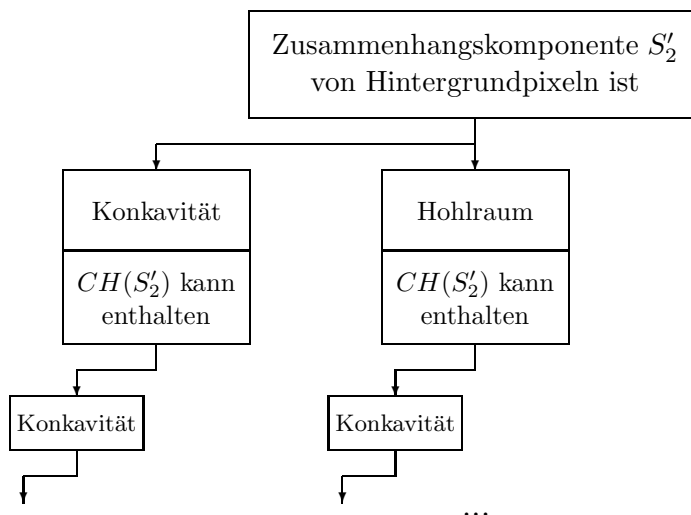 Zusammenhangskomponente S′₂
von Hintergrundpixeln ist
Konkavität
CH(S′₂) kann
enthalten
Hohlraum
CH(S′₂) kann
enthalten
Konkavität
Konkavität
...